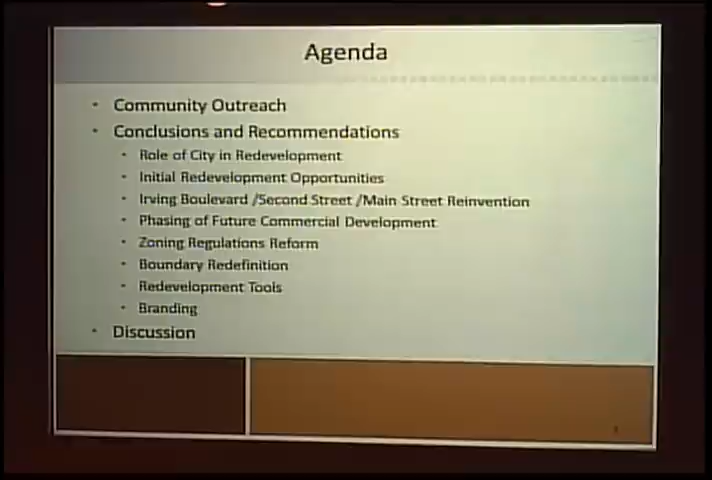 Agenda
• Community Outreach
• Conclusions and Recommendations
• Role of City in Redevelopment
• Initial Redevelopment Opportunities
• Irving Boulevard /Second Street /Main Street Reinvention
• Phasing of Future Commercial Development
• Zoning Regulations Reform
• Boundary Redefinition
• Redevelopment Tools
• Branding
• Discussion